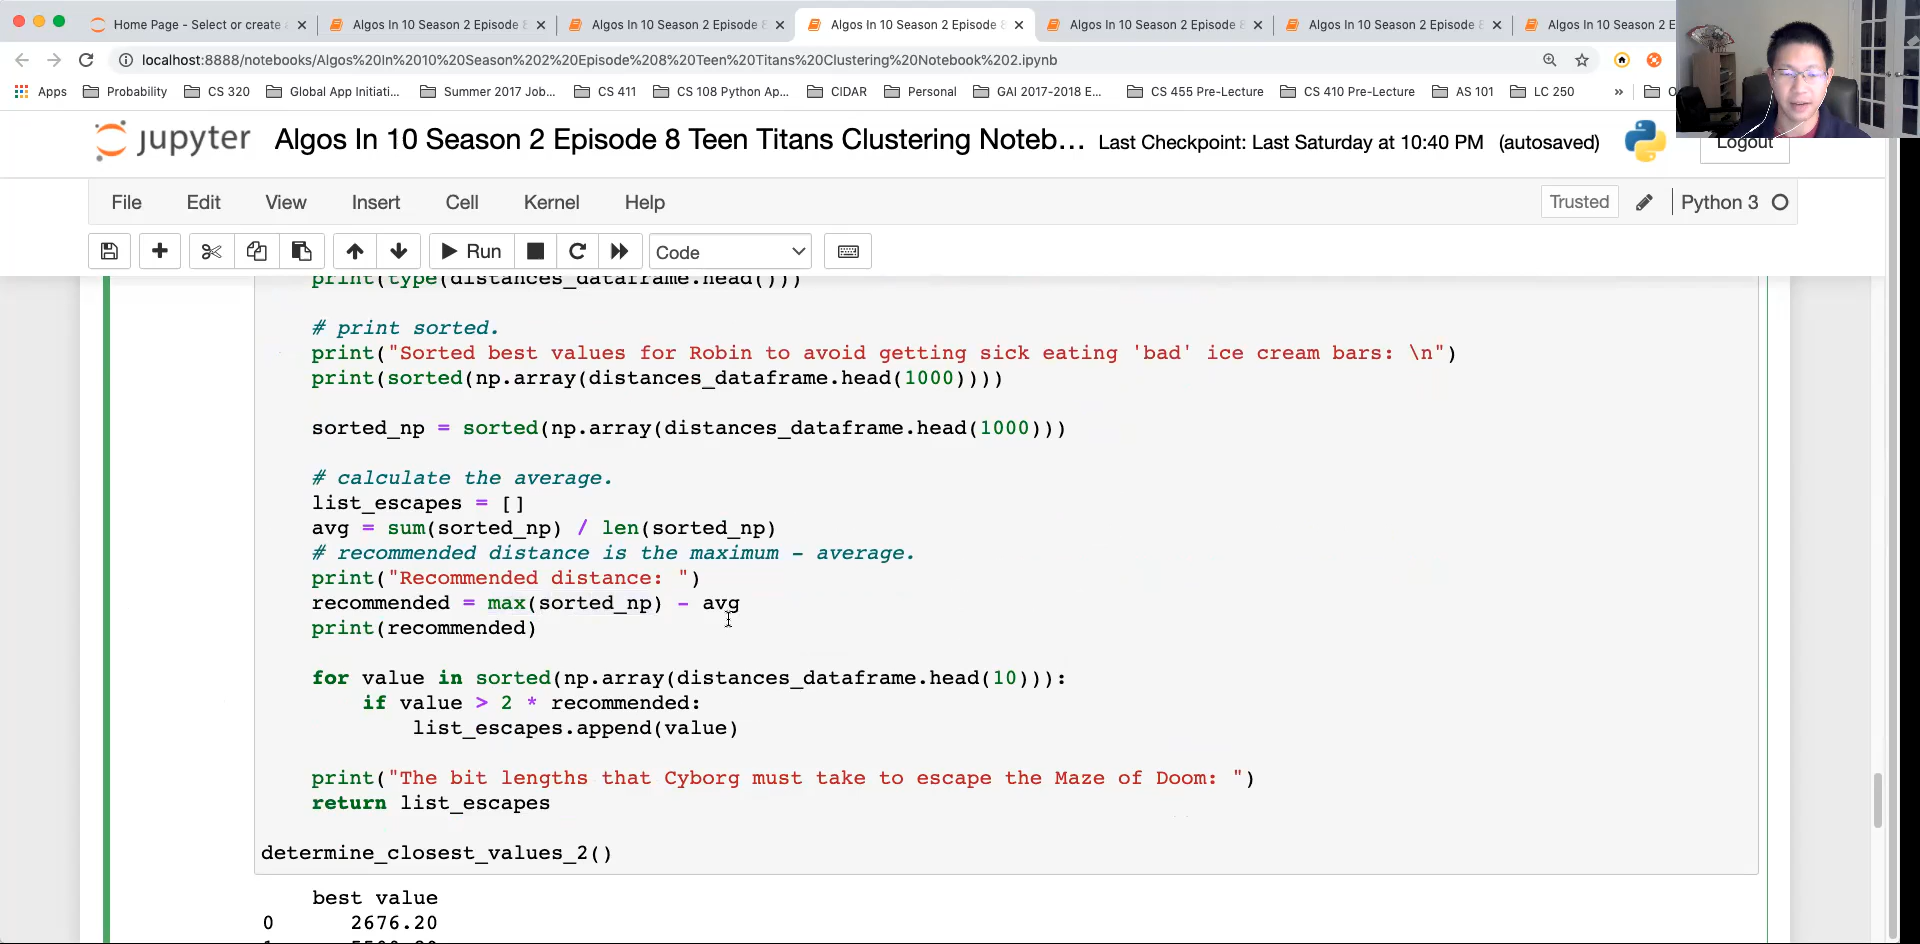 Home Page - Select or create a
Algos In 10 Season 2 Episode 8
Algos In 10 Season 2 Episode 8
Algos In 10 Season 2 Episode 8
Algos In 10 Season 2 Episode 8
Algos In 10 Season 2 Episode 8
Algos In 10 Season 2 E
localhost:8888/notebooks/Algos%20In%2010%20Season%202%20Episode%208%20Teen%20Titans%20Clustering%20Notebook%202.ipynb
Apps Probability CS 320 Global App Initiati... Summer 2017 Job... CS 411 CS 108 Python Ap... CIDAR Personal GAI 2017-2018 E... CS 455 Pre-Lecture CS 410 Pre-Lecture AS 101 LC 250 »
jupyter Algos In 10 Season 2 Episode 8 Teen Titans Clustering Noteb... Last Checkpoint: Last Saturday at 10:40 PM (autosaved) Logout
File Edit View Insert Cell Kernel Help Trusted Python 3
Run Code
print(type(distances_dataframe.head()))
# print sorted.
print("Sorted best values for Robin to avoid getting sick eating 'bad' ice cream bars: \n")
print(sorted(np.array(distances_dataframe.head(1000))))
sorted_np = sorted(np.array(distances_dataframe.head(1000)))
# calculate the average.
list_escapes = []
avg = sum(sorted_np) / len(sorted_np)
# recommended distance is the maximum - average.
print("Recommended distance: ")
recommended = max(sorted_np) - avg
print(recommended)
for value in sorted(np.array(distances_dataframe.head(10))):
if value > 2 * recommended:
list_escapes.append(value)
print("The bit lengths that Cyborg must take to escape the Maze of Doom: ")
return list_escapes
determine_closest_values_2()
best value
0 2676.20